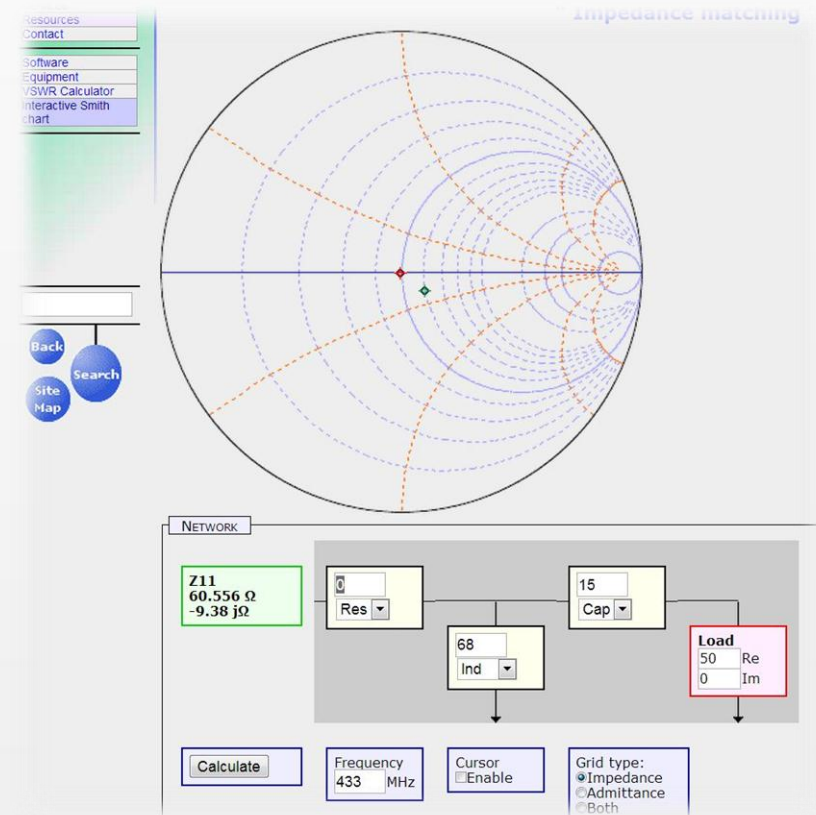 Impedance matching
Resources
Contact
Software
Equipment
VSWR Calculator
Interactive Smith
chart
Back
Search
Site
Map
NETWORK
Z11
60.556 Ω
-9.38 jΩ
0
Res
15
Cap
68
Ind
Load
50 Re
0 Im
Calculate
Frequency
433 MHz
Cursor
Enable
Grid type:
Impedance
Admittance
Both